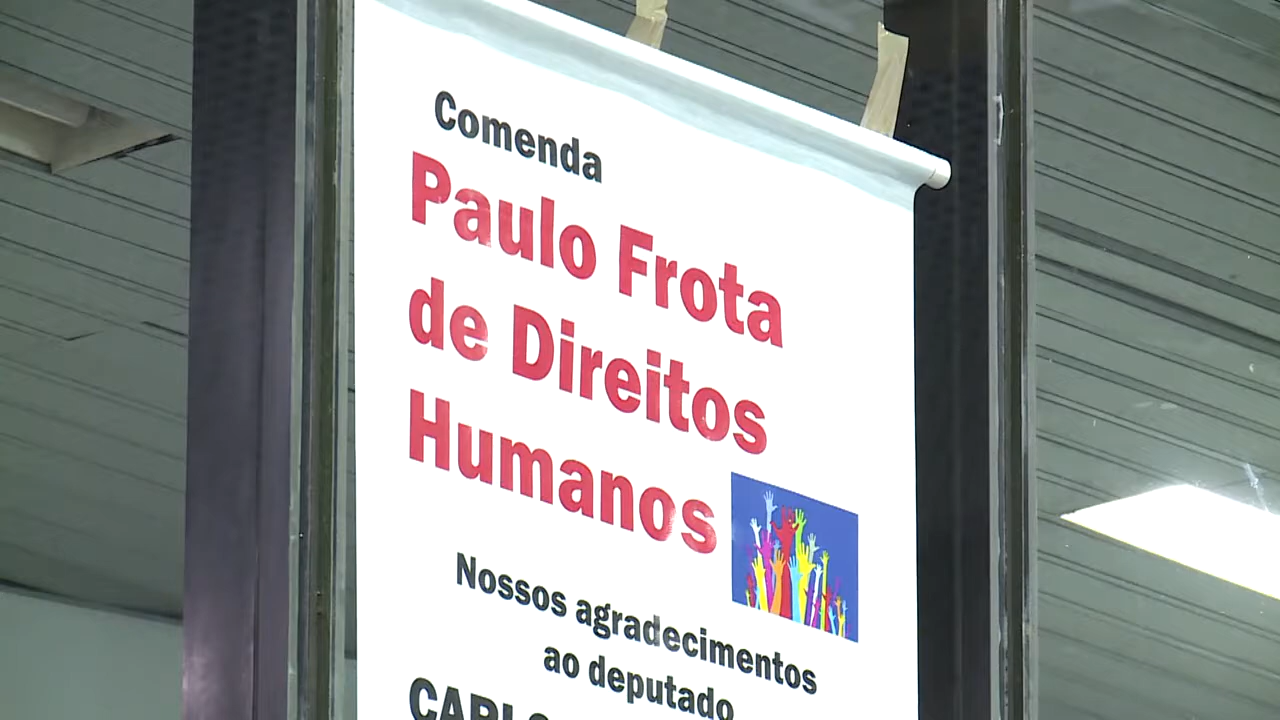 Comenda
Paulo Frota
de Direitos
Humanos
Nossos agradecimentos
ao deputado